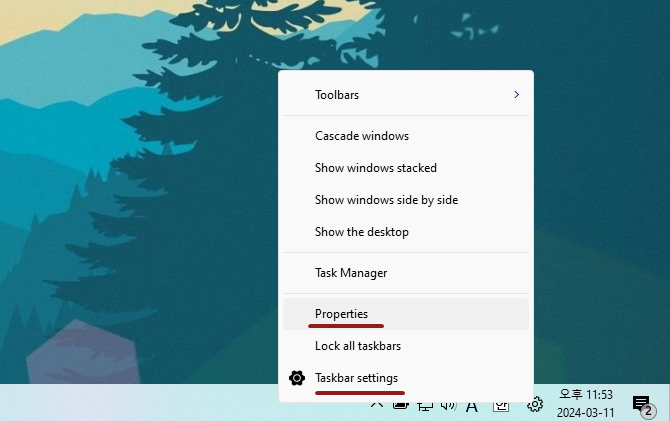 Toolbars
Cascade windows
Show windows stacked
Show windows side by side
Show the desktop
Task Manager
Properties
Lock all taskbars
Taskbar settings
A
한
오후 11:53
2024-03-11
2